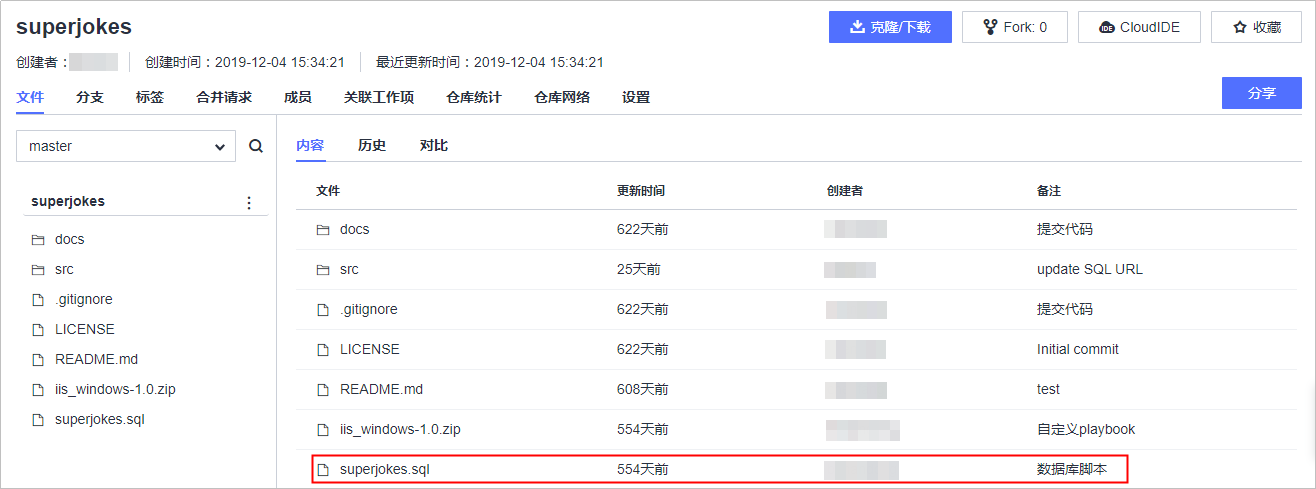 superjokes
克隆/下载
Fork: 0
CloudIDE
收藏
创建者：
创建时间：2019-12-04 15:34:21
最近更新时间：2019-12-04 15:34:21
文件 分支 标签 合并请求 成员 关联工作项 仓库统计 仓库网络 设置
分享
master
superjokes
docs
src
.gitignore
LICENSE
README.md
iis_windows-1.0.zip
superjokes.sql
内容 历史 对比
文件 更新时间 创建者 备注
docs 622天前 提交代码
src 25天前 update SQL URL
.gitignore 622天前 提交代码
LICENSE 622天前 Initial commit
README.md 608天前 test
iis_windows-1.0.zip 554天前 自定义playbook
superjokes.sql 554天前 数据库脚本